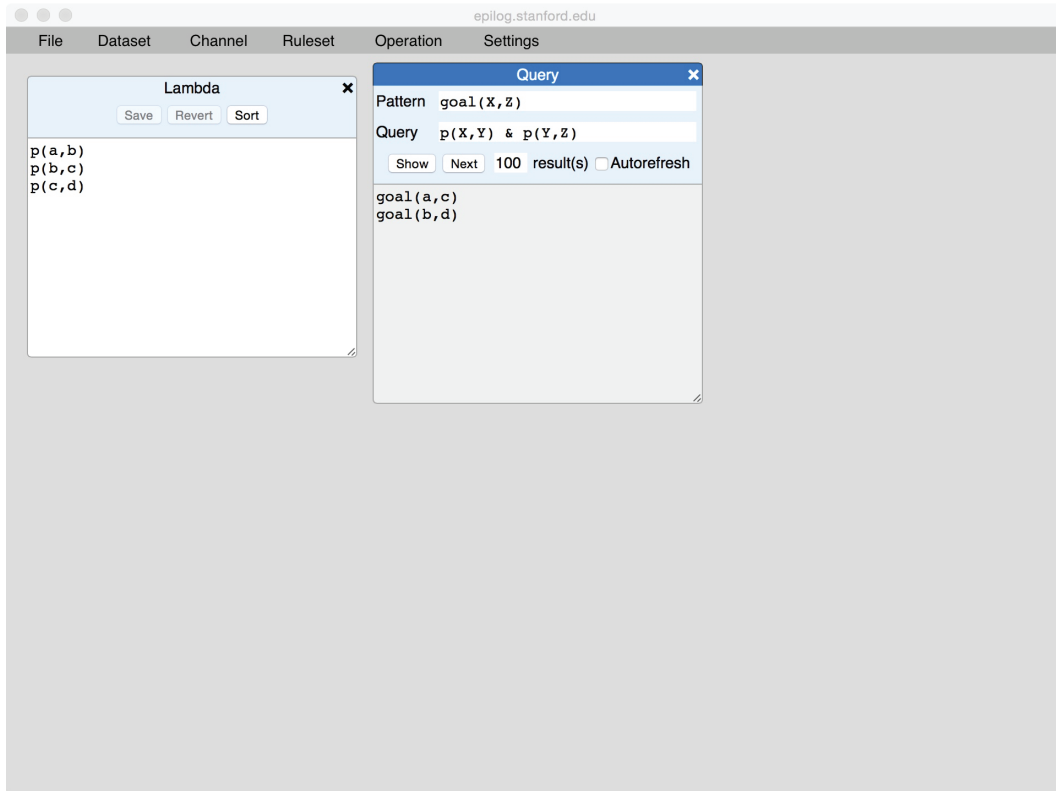 epilog.stanford.edu
File Dataset Channel Ruleset Operation Settings
Lambda
Save Revert Sort
p(a,b)
p(b,c)
p(c,d)
Query
Pattern goal(X,Z)
Query p(X,Y) & p(Y,Z)
Show Next 100 result(s) Autorefresh
goal(a,c)
goal(b,d)